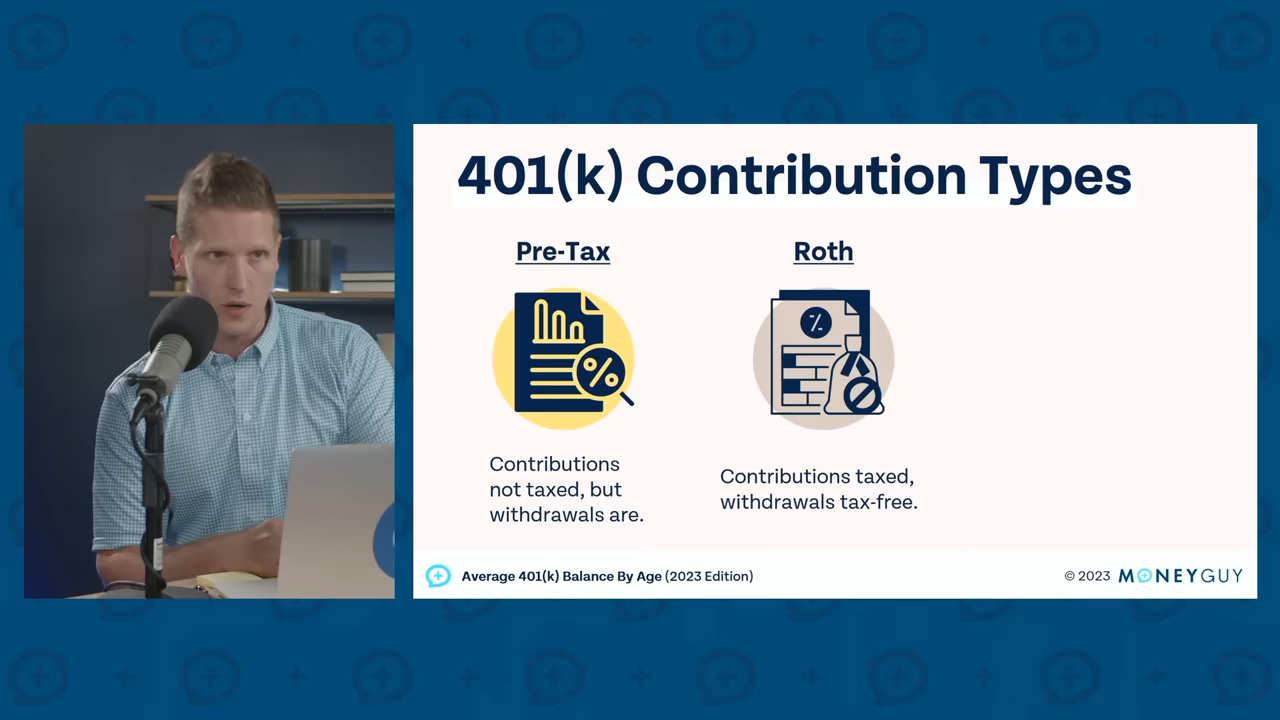 401(k) Contribution Types
Pre-Tax
Roth
Contributions
not taxed, but
withdrawals are.
Contributions taxed,
withdrawals tax-free.
Average 401(k) Balance By Age (2023 Edition)
© 2023 MONEYGUY